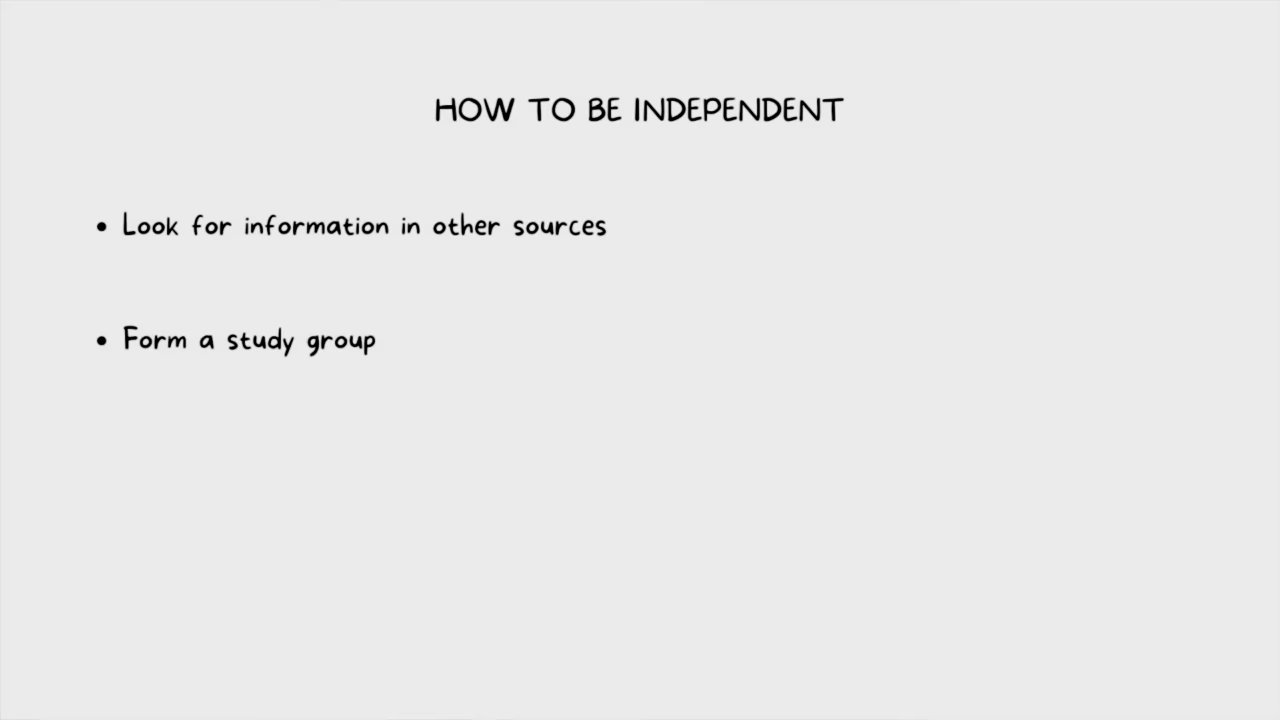 HOW TO BE INDEPENDENT
• Look for information in other sources
• Form a study group